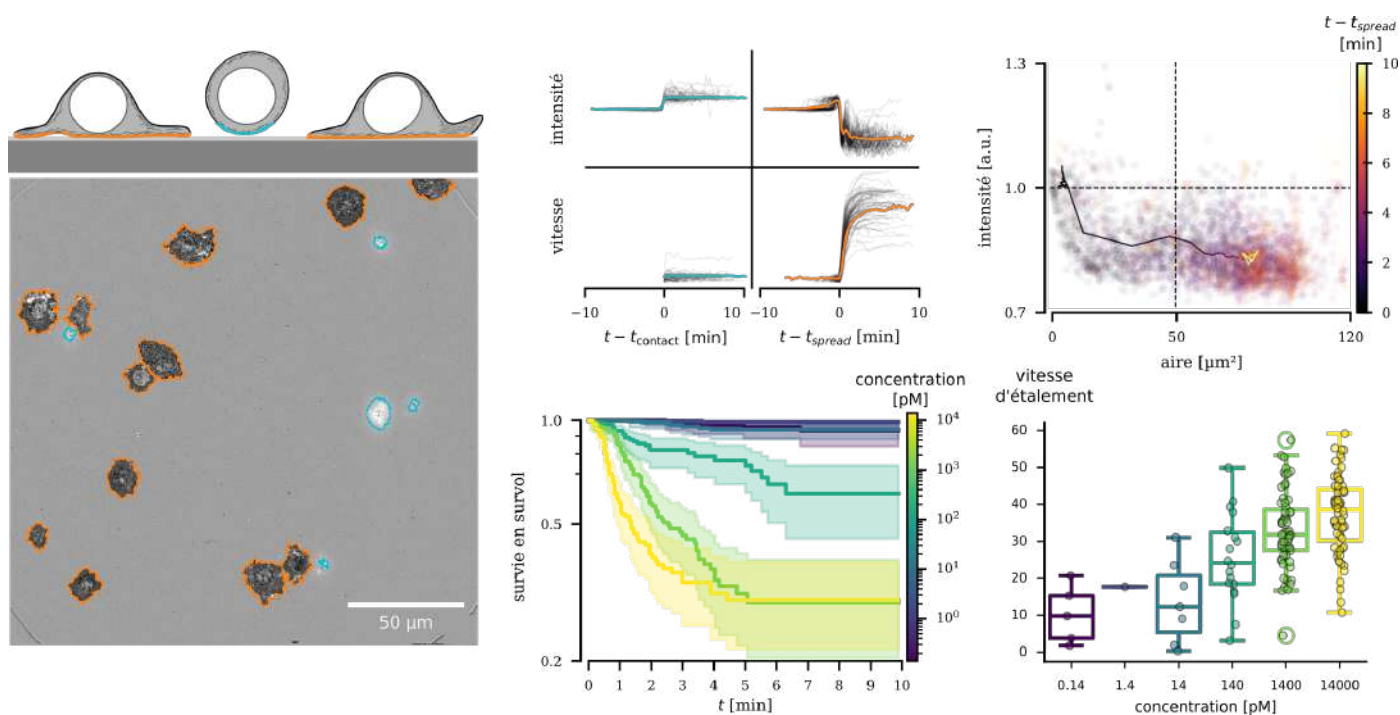 50 µm
intensité
vitesse
−10
0
10
−10
0
10
t − t_contact [min]
t − t_spread [min]
t − t_spread
[min]
1.3
1.0
0.7
intensité [a.u.]
0
50
120
aire [µm²]
10
8
6
4
2
0
concentration
[pM]
1.0
0.5
0.2
survie en survol
0 1 2 3 4 5 6 7 8 9 10
t [min]
10⁴
10³
10²
10¹
10⁰
vitesse
d'étalement
60
50
40
30
20
10
0
0.14 1.4 14 140 1400 14000
concentration [pM]